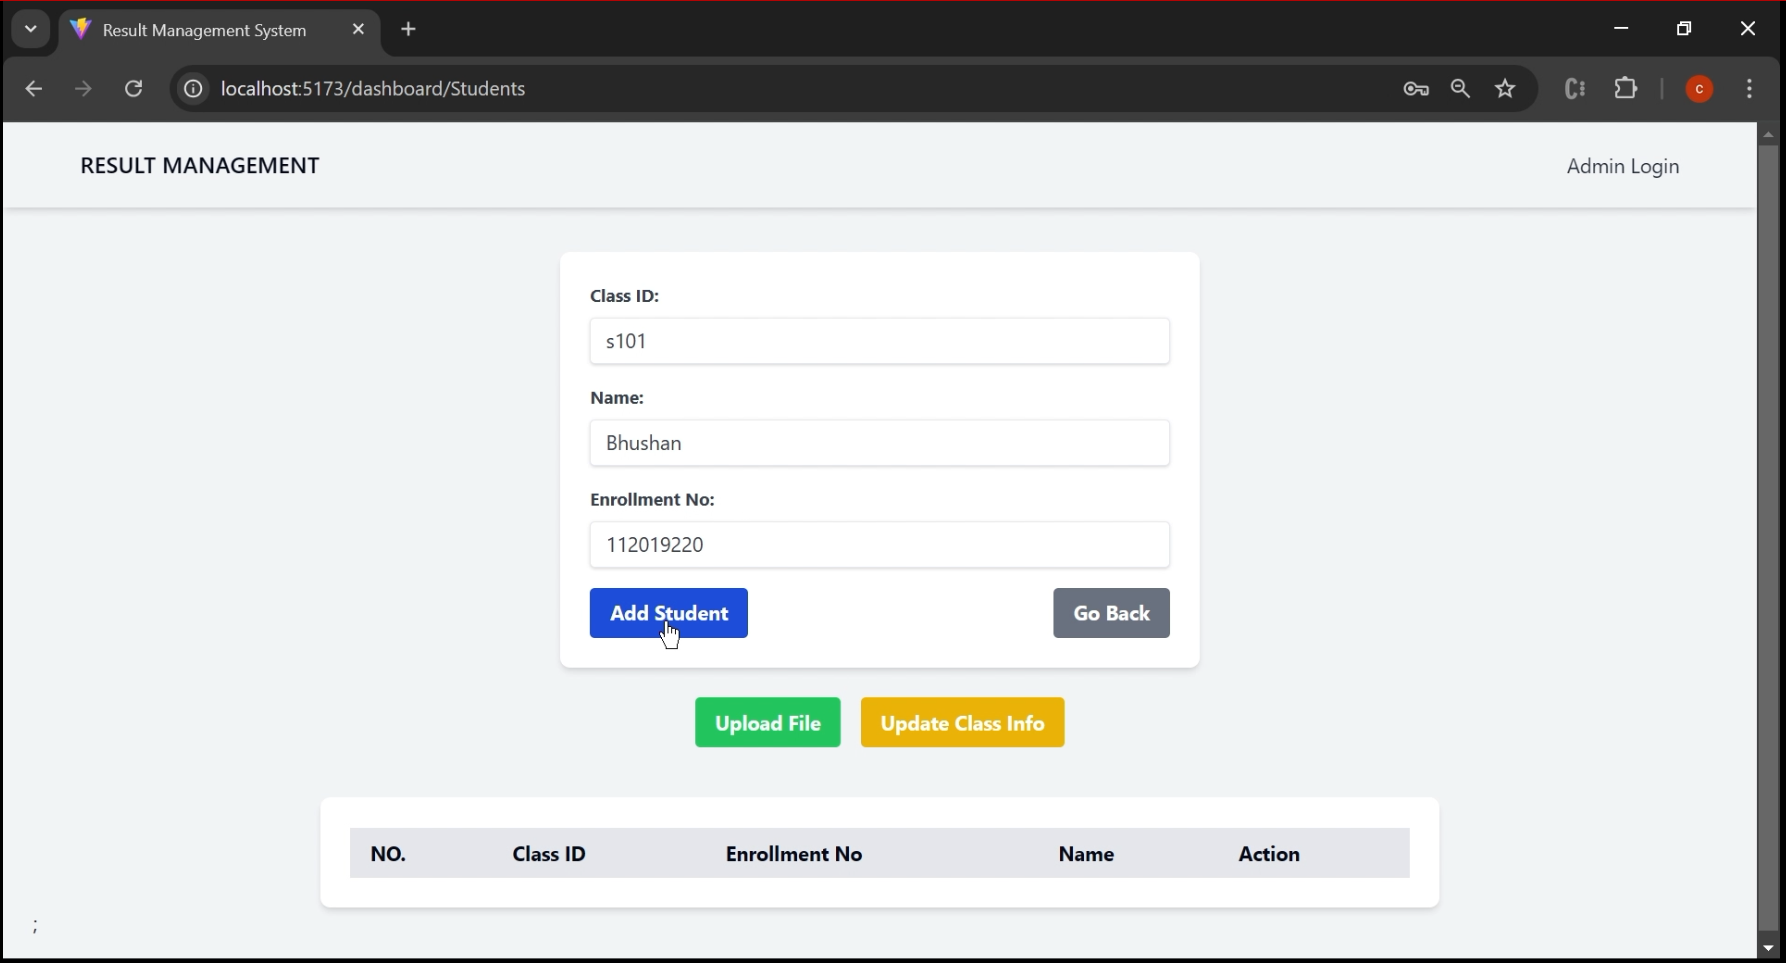 Result Management System
localhost:5173/dashboard/Students
c
RESULT MANAGEMENT
Admin Login
Class ID:
s101
Name:
Bhushan
Enrollment No:
112019220
Add Student
Go Back
Upload File
Update Class Info
NO. Class ID Enrollment No Name Action
;